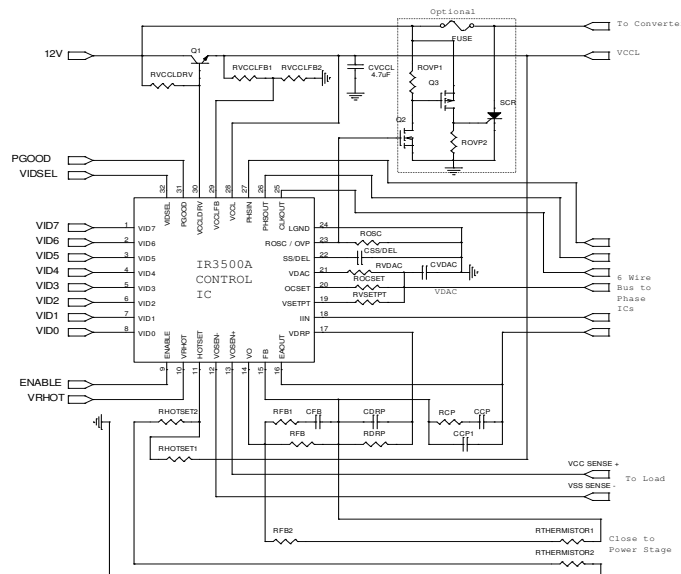 Optional
To Converte
FUSE
12V
Q1
VCCL
RVCCLDRV
RVCCLFB1
RVCCLFB2
CVCCL
4.7uF
ROVP1
Q3
SCR
Q2
ROVP2
PGOOD
VIDSEL
32
31
30
29
28
27
26
25
VIDSEL
PGOOD
VCCLDRV
VCCLFB
VCCL
PHSIN
PHSOUT
CLKOUT
VID7
1
VID7
LGND
24
VID6
2
VID6
ROSC / OVP
23
ROSC
VID5
3
VID5
SS/DEL
22
CSS/DEL
VID4
4
VID4
VDAC
21
RVDAC
CVDAC
VID3
5
VID3
OCSET
20
ROCSET
VDAC
VID2
6
VID2
VSETPT
19
RVSETPT
VID1
7
VID1
IIN
18
VID0
8
VID0
VDRP
17
IR3500A
CONTROL
IC
6 Wire
Bus to
Phase
ICs
ENABLE
VRHOT
HOTSET
VOSEN-
VOSEN+
VO
FB
EAOUT
9
10
11
12
13
14
15
16
ENABLE
VRHOT
RHOTSET2
RFB1
CFB
CDRP
RCP
CCP
RHOTSET1
RFB
RDRP
CCP1
VCC SENSE +
To Load
VSS SENSE -
RFB2
RTHERMISTOR1
Close to
Power Stage
RTHERMISTOR2